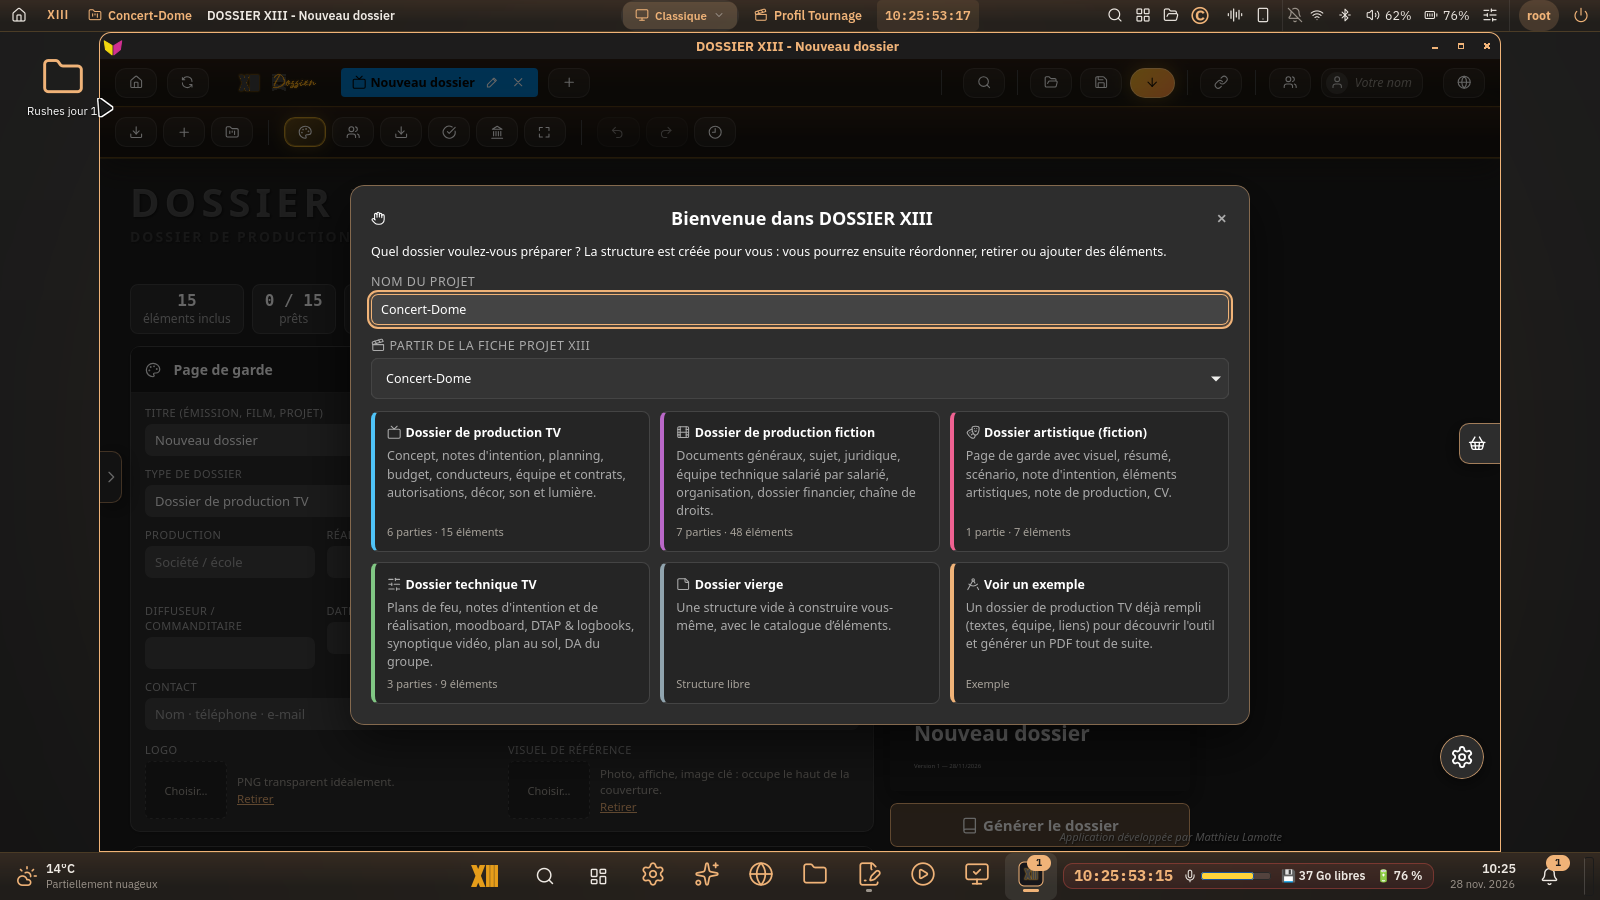 XIII
Concert-Dome
DOSSIER XIII - Nouveau dossier
Classique
Profil Tournage
10:25:53:17
62%
76%
root
Rushes jour 1
DOSSIER XIII - Nouveau dossier
XIII Dossier
Nouveau dossier
Votre nom
DOSSIER
DOSSIER DE PRODUCTION
15
éléments inclus
0 / 15
prêts
Page de garde
TITRE (ÉMISSION, FILM, PROJET)
Nouveau dossier
TYPE DE DOSSIER
Dossier de production TV
PRODUCTION
Société / école
DIFFUSEUR /
COMMANDITAIRE
CONTACT
Nom · téléphone · e-mail
LOGO
Choisir...
PNG transparent idéalement.
Retirer
VISUEL DE RÉFÉRENCE
Choisir...
Photo, affiche, image clé : occupe le haut de la
couverture.
Retirer
Bienvenue dans DOSSIER XIII
Quel dossier voulez-vous préparer ? La structure est créée pour vous : vous pourrez ensuite réordonner, retirer ou ajouter des éléments.
NOM DU PROJET
Concert-Dome
PARTIR DE LA FICHE PROJET XIII
Concert-Dome
Dossier de production TV
Concept, notes d'intention, planning,
budget, conducteurs, équipe et contrats,
autorisations, décor, son et lumière.
6 parties · 15 éléments
Dossier de production fiction
Documents généraux, sujet, juridique,
équipe technique salarié par salarié,
organisation, dossier financier, chaîne de
droits.
7 parties · 48 éléments
Dossier artistique (fiction)
Page de garde avec visuel, résumé,
scénario, note d'intention, éléments
artistiques, note de production, CV.
1 partie · 7 éléments
Dossier technique TV
Plans de feu, notes d'intention et de
réalisation, moodboard, DTAP & logbooks,
synoptique vidéo, plan au sol, DA du
groupe.
3 parties · 9 éléments
Dossier vierge
Une structure vide à construire vous-
même, avec le catalogue d'éléments.
Structure libre
Voir un exemple
Un dossier de production TV déjà rempli
(textes, équipe, liens) pour découvrir l'outil
et générer un PDF tout de suite.
Exemple
Nouveau dossier
Version 1 — 28/11/2026
Générer le dossier
Application développée par Matthieu Lamotte
14°C
Partiellement nuageux
XIII
XIII
1
10:25:53:15
37 Go libres
76 %
10:25
28 nov. 2026
1